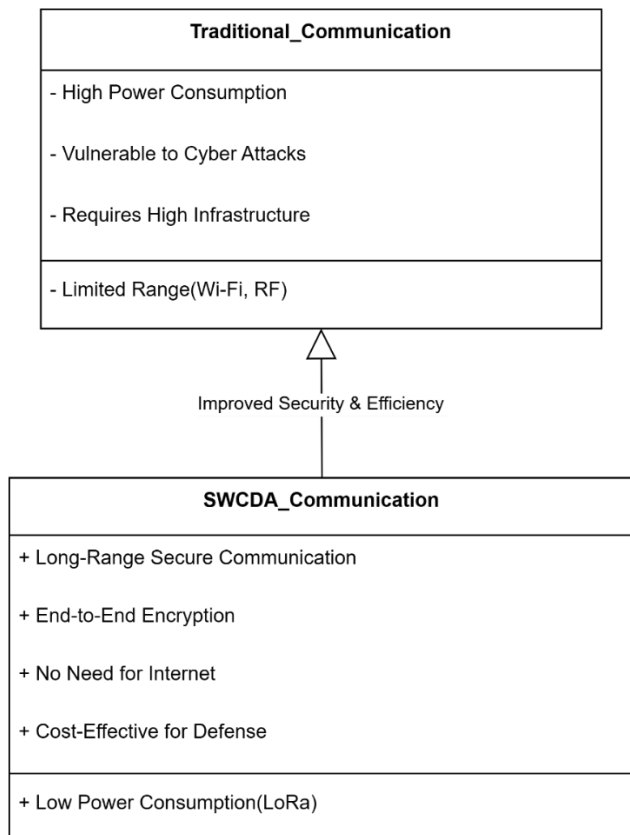 Traditional_Communication
- High Power Consumption
- Vulnerable to Cyber Attacks
- Requires High Infrastructure
- Limited Range(Wi-Fi, RF)
Improved Security & Efficiency
SWCDA_Communication
+ Long-Range Secure Communication
+ End-to-End Encryption
+ No Need for Internet
+ Cost-Effective for Defense
+ Low Power Consumption(LoRa)